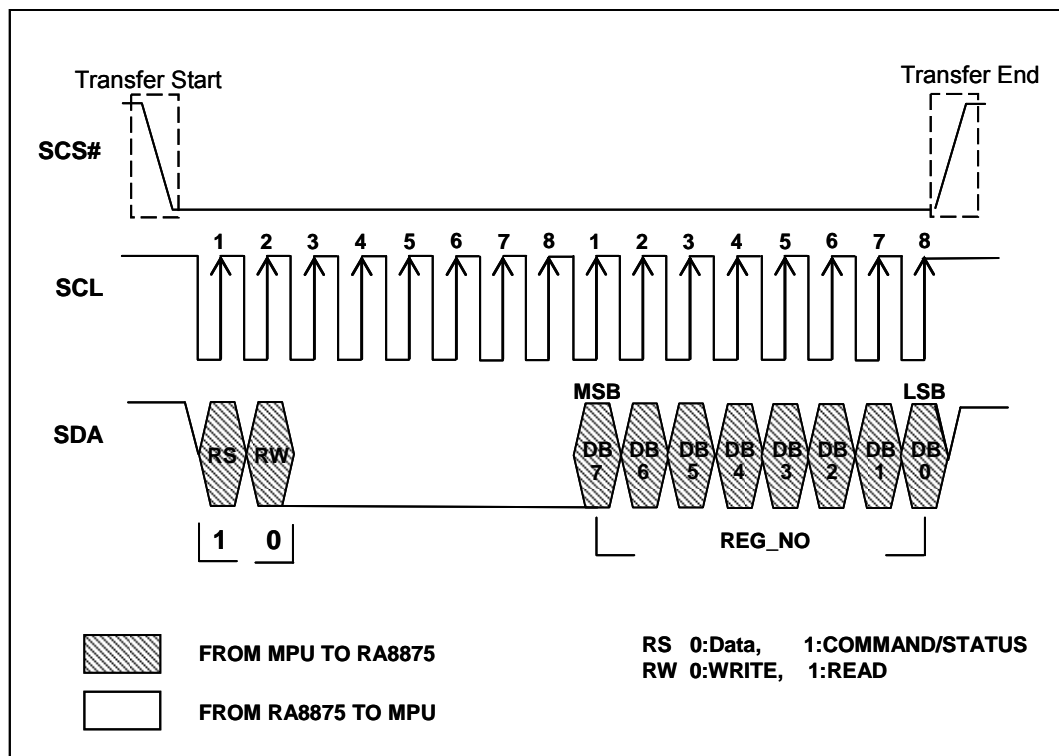 Transfer Start
Transfer End
SCS#
1 2 3 4 5 6 7 8 1 2 3 4 5 6 7 8
SCL
MSB
LSB
SDA
RS RW DB 7 DB 6 DB 5 DB 4 DB 3 DB 2 DB 1 DB 0
1 0
REG_NO
FROM MPU TO RA8875
RS 0:Data, 1:COMMAND/STATUS
RW 0:WRITE, 1:READ
FROM RA8875 TO MPU